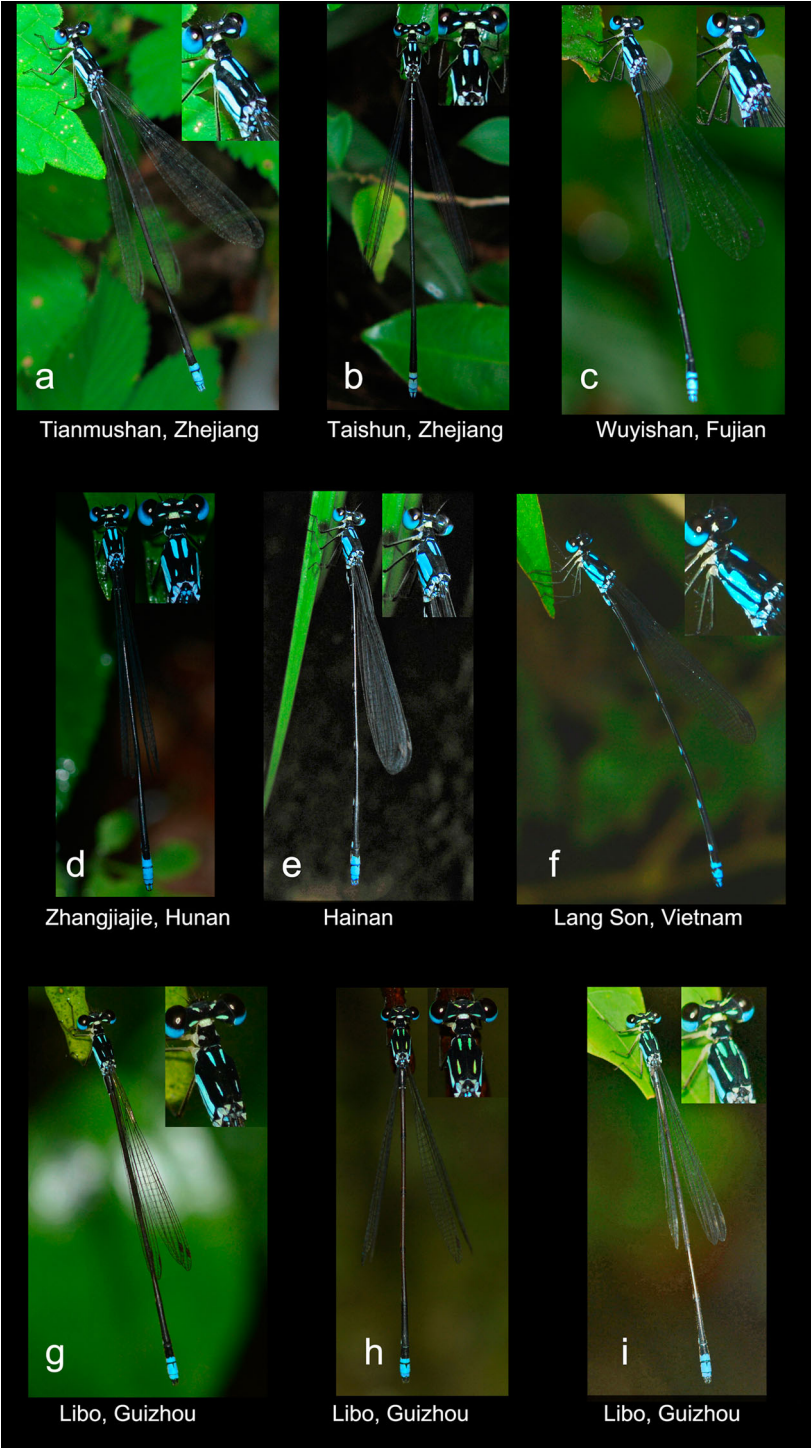 a
b
c
Tianmushan, Zhejiang
Taishun, Zhejiang
Wuyishan, Fujian
d
e
f
Zhangjiajie, Hunan
Hainan
Lang Son, Vietnam
g
h
i
Libo, Guizhou
Libo, Guizhou
Libo, Guizhou